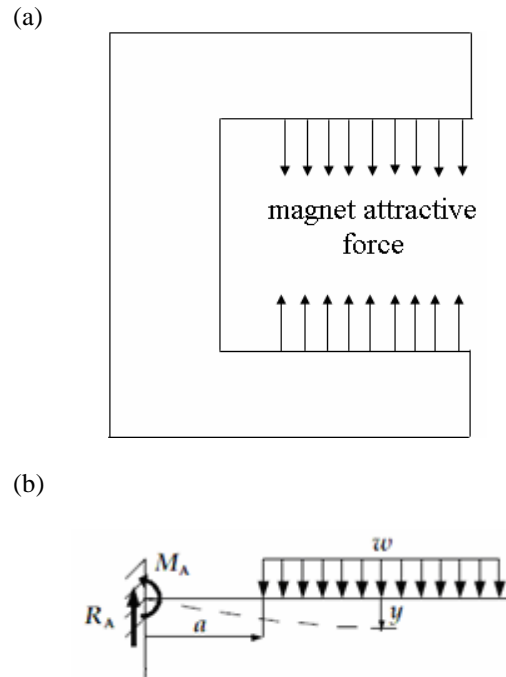 (a)
magnet attractive
force
(b)
w
M_A
R_A
a
y